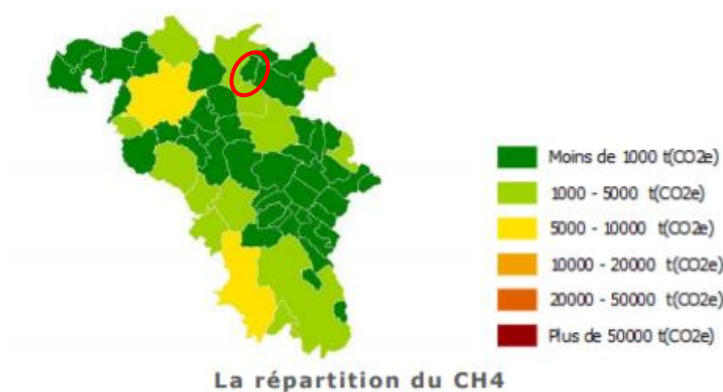 Moins de 1000 t(CO2e)
1000 - 5000 t(CO2e)
5000 - 10000 t(CO2e)
10000 - 20000 t(CO2e)
20000 - 50000 t(CO2e)
Plus de 50000 t(CO2e)
La répartition du CH4